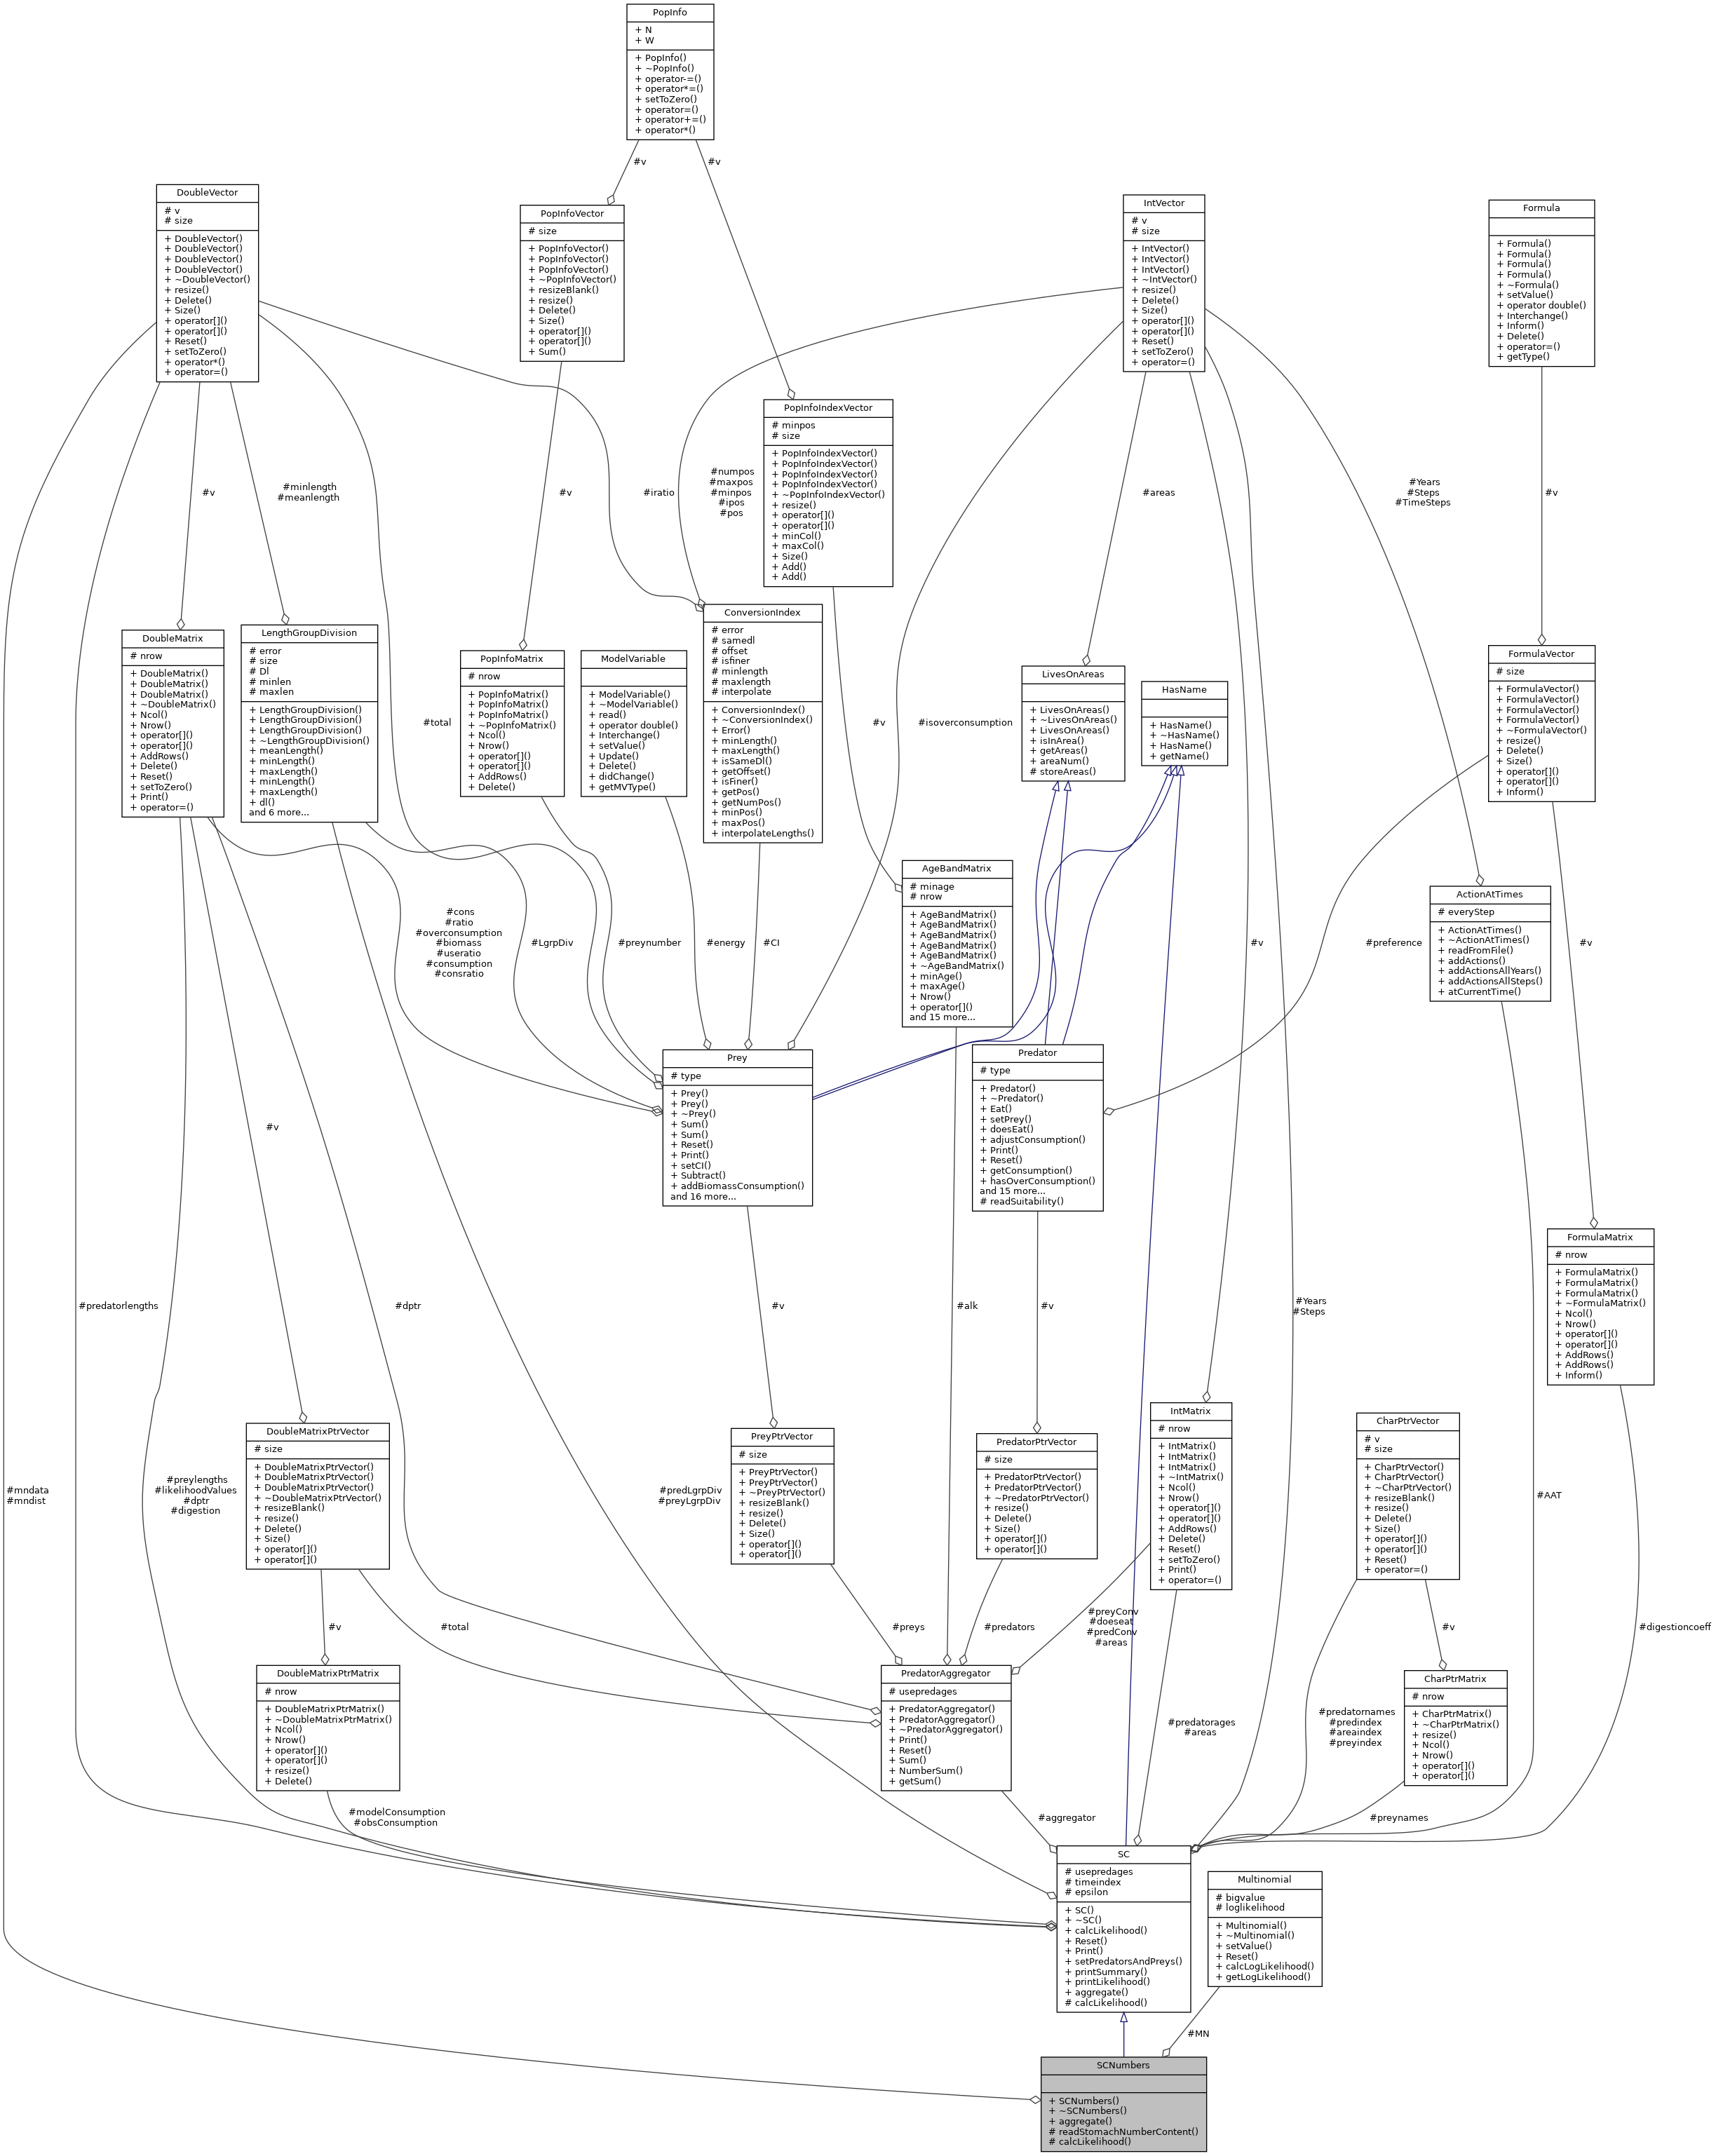 PopInfo
+ N
+ W
+ PopInfo()
+ ~PopInfo()
+ operator-=()
+ operator*=()
+ setToZero()
+ operator=()
+ operator+=()
+ operator*()
#v
#v
DoubleVector
# v
# size
+ DoubleVector()
+ DoubleVector()
+ DoubleVector()
+ DoubleVector()
+ ~DoubleVector()
+ resize()
+ Delete()
+ Size()
+ operator[]()
+ operator[]()
+ Reset()
+ setToZero()
+ operator*()
+ operator=()
PopInfoVector
# size
+ PopInfoVector()
+ PopInfoVector()
+ PopInfoVector()
+ ~PopInfoVector()
+ resizeBlank()
+ resize()
+ Delete()
+ Size()
+ operator[]()
+ operator[]()
+ Sum()
IntVector
# v
# size
+ IntVector()
+ IntVector()
+ IntVector()
+ ~IntVector()
+ resize()
+ Delete()
+ Size()
+ operator[]()
+ operator[]()
+ Reset()
+ setToZero()
+ operator=()
Formula
+ Formula()
+ Formula()
+ Formula()
+ Formula()
+ ~Formula()
+ setValue()
+ operator double()
+ Interchange()
+ Inform()
+ Delete()
+ operator=()
+ getType()
PopInfoIndexVector
# minpos
# size
+ PopInfoIndexVector()
+ PopInfoIndexVector()
+ PopInfoIndexVector()
+ PopInfoIndexVector()
+ ~PopInfoIndexVector()
+ resize()
+ operator[]()
+ operator[]()
+ minCol()
+ maxCol()
+ Size()
+ Add()
+ Add()
#v
#minlength
#meanlength
#v
#iratio
#numpos
#maxpos
#minpos
#ipos
#pos
#areas
#Years
#Steps
#TimeSteps
#v
DoubleMatrix
# nrow
+ DoubleMatrix()
+ DoubleMatrix()
+ DoubleMatrix()
+ ~DoubleMatrix()
+ Ncol()
+ Nrow()
+ operator[]()
+ operator[]()
+ AddRows()
+ Delete()
+ Reset()
+ setToZero()
+ Print()
+ operator=()
LengthGroupDivision
# error
# size
# Dl
# minlen
# maxlen
+ LengthGroupDivision()
+ LengthGroupDivision()
+ LengthGroupDivision()
+ ~LengthGroupDivision()
+ meanLength()
+ minLength()
+ maxLength()
+ minLength()
+ maxLength()
+ dl()
and 6 more...
#total
PopInfoMatrix
# nrow
+ PopInfoMatrix()
+ PopInfoMatrix()
+ PopInfoMatrix()
+ ~PopInfoMatrix()
+ Ncol()
+ Nrow()
+ operator[]()
+ operator[]()
+ AddRows()
+ Delete()
ModelVariable
+ ModelVariable()
+ ~ModelVariable()
+ read()
+ operator double()
+ Interchange()
+ setValue()
+ Update()
+ Delete()
+ didChange()
+ getMVType()
ConversionIndex
# error
# samedl
# offset
# isfiner
# minlength
# maxlength
# interpolate
+ ConversionIndex()
+ ~ConversionIndex()
+ Error()
+ minLength()
+ maxLength()
+ isSameDl()
+ getOffset()
+ isFiner()
+ getPos()
+ getNumPos()
+ minPos()
+ maxPos()
+ interpolateLengths()
#v
#isoverconsumption
LivesOnAreas
+ LivesOnAreas()
+ ~LivesOnAreas()
+ LivesOnAreas()
+ isInArea()
+ getAreas()
+ areaNum()
# storeAreas()
HasName
+ HasName()
+ ~HasName()
+ HasName()
+ getName()
FormulaVector
# size
+ FormulaVector()
+ FormulaVector()
+ FormulaVector()
+ FormulaVector()
+ ~FormulaVector()
+ resize()
+ Delete()
+ Size()
+ operator[]()
+ operator[]()
+ Inform()
#cons
#ratio
#overconsumption
#biomass
#useratio
#consumption
#consratio
#LgrpDiv
#preynumber
#energy
#CI
AgeBandMatrix
# minage
# nrow
+ AgeBandMatrix()
+ AgeBandMatrix()
+ AgeBandMatrix()
+ AgeBandMatrix()
+ AgeBandMatrix()
+ ~AgeBandMatrix()
+ minAge()
+ maxAge()
+ Nrow()
+ operator[]()
and 15 more...
#v
#preference
ActionAtTimes
# everyStep
+ ActionAtTimes()
+ ~ActionAtTimes()
+ readFromFile()
+ addActions()
+ addActionsAllYears()
+ addActionsAllSteps()
+ atCurrentTime()
#v
Prey
# type
+ Prey()
+ Prey()
+ ~Prey()
+ Sum()
+ Sum()
+ Reset()
+ Print()
+ setCI()
+ Subtract()
+ addBiomassConsumption()
and 16 more...
Predator
# type
+ Predator()
+ ~Predator()
+ Eat()
+ setPrey()
+ doesEat()
+ adjustConsumption()
+ Print()
+ Reset()
+ getConsumption()
+ hasOverConsumption()
and 15 more...
# readSuitability()
#v
FormulaMatrix
# nrow
+ FormulaMatrix()
+ FormulaMatrix()
+ FormulaMatrix()
+ ~FormulaMatrix()
+ Ncol()
+ Nrow()
+ operator[]()
+ operator[]()
+ AddRows()
+ AddRows()
+ Inform()
#predatorlengths
#dptr
#v
#alk
#v
#Years
#Steps
#mndata
#mndist
#preylengths
#likelihoodValues
#dptr
#digestion
DoubleMatrixPtrVector
# size
+ DoubleMatrixPtrVector()
+ DoubleMatrixPtrVector()
+ DoubleMatrixPtrVector()
+ ~DoubleMatrixPtrVector()
+ resizeBlank()
+ resize()
+ Delete()
+ Size()
+ operator[]()
+ operator[]()
#predLgrpDiv
#preyLgrpDiv
PreyPtrVector
# size
+ PreyPtrVector()
+ PreyPtrVector()
+ ~PreyPtrVector()
+ resizeBlank()
+ resize()
+ Delete()
+ Size()
+ operator[]()
+ operator[]()
PredatorPtrVector
# size
+ PredatorPtrVector()
+ PredatorPtrVector()
+ ~PredatorPtrVector()
+ resize()
+ Delete()
+ Size()
+ operator[]()
+ operator[]()
IntMatrix
# nrow
+ IntMatrix()
+ IntMatrix()
+ IntMatrix()
+ ~IntMatrix()
+ Ncol()
+ Nrow()
+ operator[]()
+ operator[]()
+ AddRows()
+ Delete()
+ Reset()
+ setToZero()
+ Print()
+ operator=()
CharPtrVector
# v
# size
+ CharPtrVector()
+ CharPtrVector()
+ ~CharPtrVector()
+ resizeBlank()
+ resize()
+ Delete()
+ Size()
+ operator[]()
+ operator[]()
+ Reset()
+ operator=()
#AAT
#v
#total
#preys
#predators
#preyConv
#doeseat
#predConv
#areas
#v
#digestioncoeff
DoubleMatrixPtrMatrix
# nrow
+ DoubleMatrixPtrMatrix()
+ ~DoubleMatrixPtrMatrix()
+ Ncol()
+ Nrow()
+ operator[]()
+ operator[]()
+ resize()
+ Delete()
PredatorAggregator
# usepredages
+ PredatorAggregator()
+ PredatorAggregator()
+ ~PredatorAggregator()
+ Print()
+ Reset()
+ Sum()
+ NumberSum()
+ getSum()
#predatorages
#areas
#predatornames
#predindex
#areaindex
#preyindex
CharPtrMatrix
# nrow
+ CharPtrMatrix()
+ ~CharPtrMatrix()
+ resize()
+ Ncol()
+ Nrow()
+ operator[]()
+ operator[]()
#modelConsumption
#obsConsumption
#aggregator
#preynames
SC
# usepredages
# timeindex
# epsilon
+ SC()
+ ~SC()
+ calcLikelihood()
+ Reset()
+ Print()
+ setPredatorsAndPreys()
+ printSummary()
+ printLikelihood()
+ aggregate()
# calcLikelihood()
Multinomial
# bigvalue
# loglikelihood
+ Multinomial()
+ ~Multinomial()
+ setValue()
+ Reset()
+ calcLogLikelihood()
+ getLogLikelihood()
#MN
SCNumbers
+ SCNumbers()
+ ~SCNumbers()
+ aggregate()
# readStomachNumberContent()
# calcLikelihood()